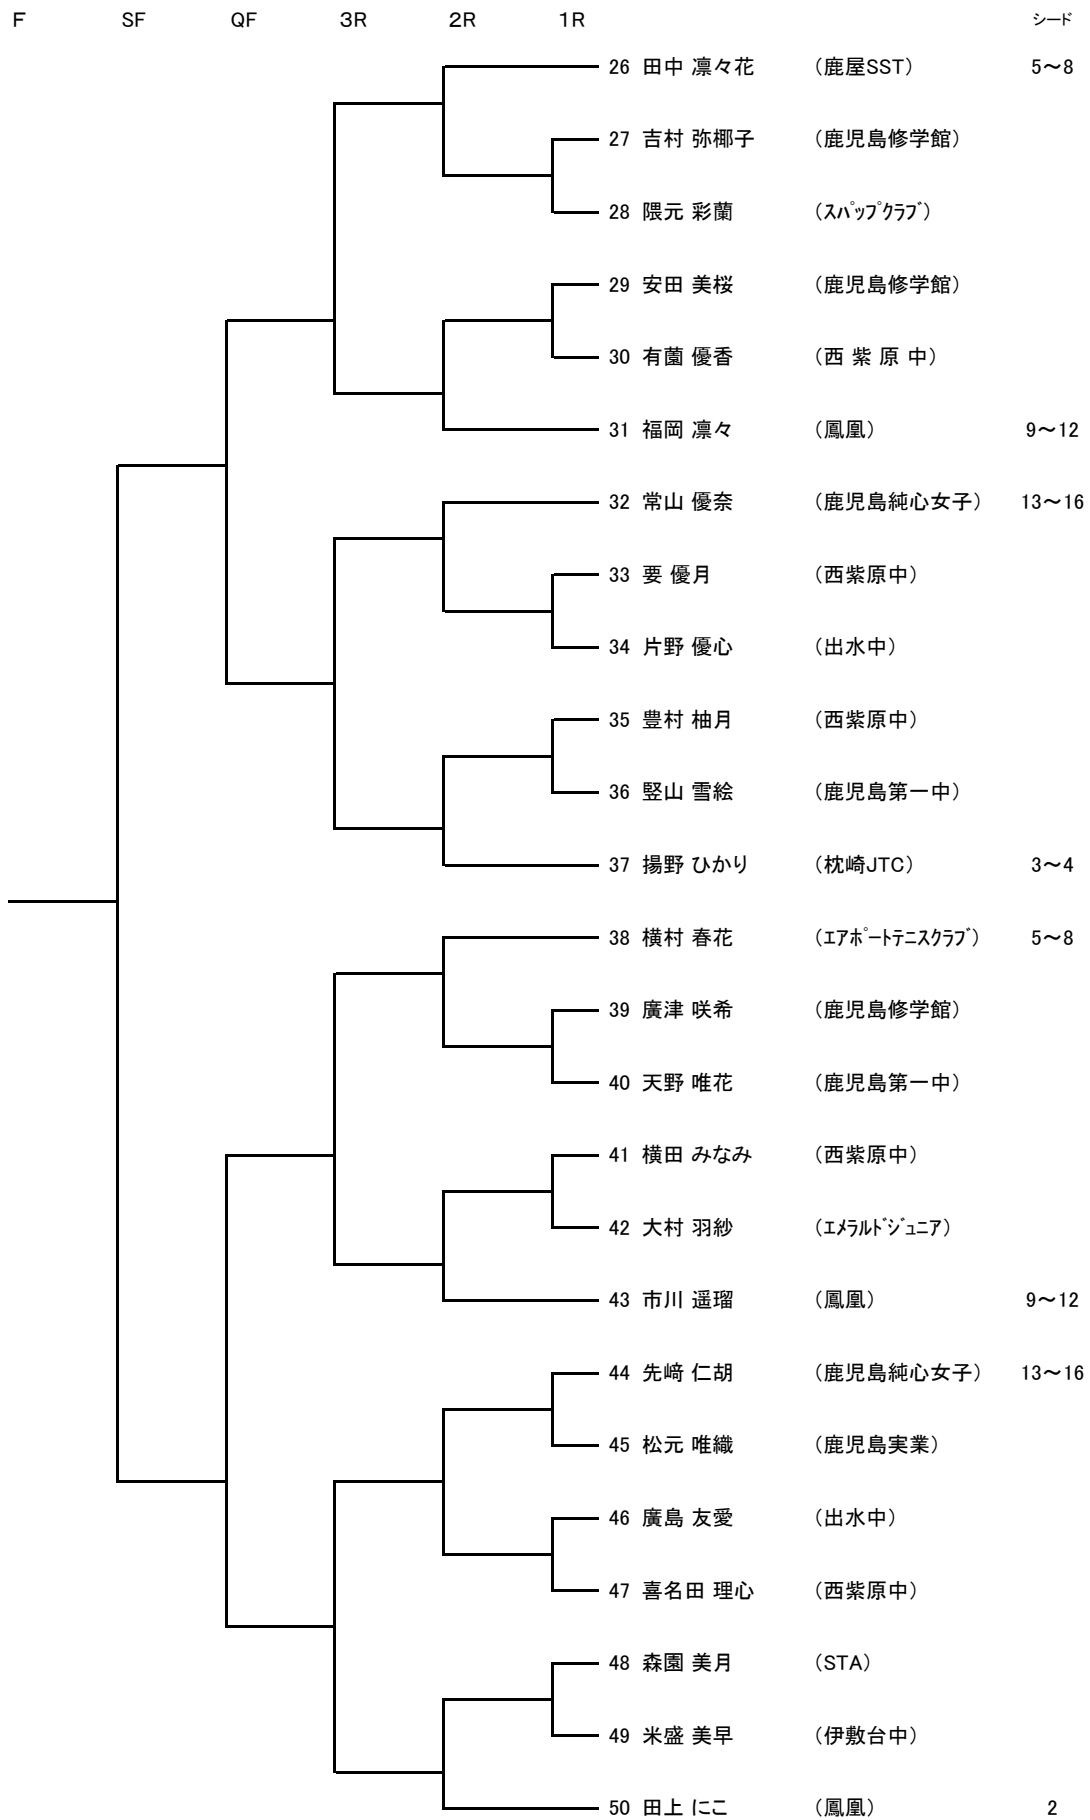 F SF QF 3R 2R 1R シード
26 田中 凛々花 （鹿屋SST） 5～8
27 吉村 弥椰子 （鹿児島修学館）
28 隈元 彩蘭 （ｽﾊﾟｯﾌﾟｸﾗﾌﾞ）
29 安田 美桜 （鹿児島修学館）
30 有薗 優香 （西 紫 原 中）
31 福岡 凛々 （鳳凰） 9～12
32 常山 優奈 （鹿児島純心女子） 13～16
33 要 優月 （西紫原中）
34 片野 優心 （出水中）
35 豊村 柚月 （西紫原中）
36 竪山 雪絵 （鹿児島第一中）
37 揚野 ひかり （枕崎JTC） 3～4
38 横村 春花 （ｴｱﾎﾟｰﾄﾃﾆｽｸﾗﾌﾞ） 5～8
39 廣津 咲希 （鹿児島修学館）
40 天野 唯花 （鹿児島第一中）
41 横田 みなみ （西紫原中）
42 大村 羽紗 （ｴﾒﾗﾙﾄﾞｼﾞｭﾆｱ）
43 市川 遥瑠 （鳳凰） 9～12
44 先﨑 仁胡 （鹿児島純心女子） 13～16
45 松元 唯織 （鹿児島実業）
46 廣島 友愛 （出水中）
47 喜名田 理心 （西紫原中）
48 森園 美月 （STA）
49 米盛 美早 （伊敷台中）
50 田上 にこ （鳳凰） 2